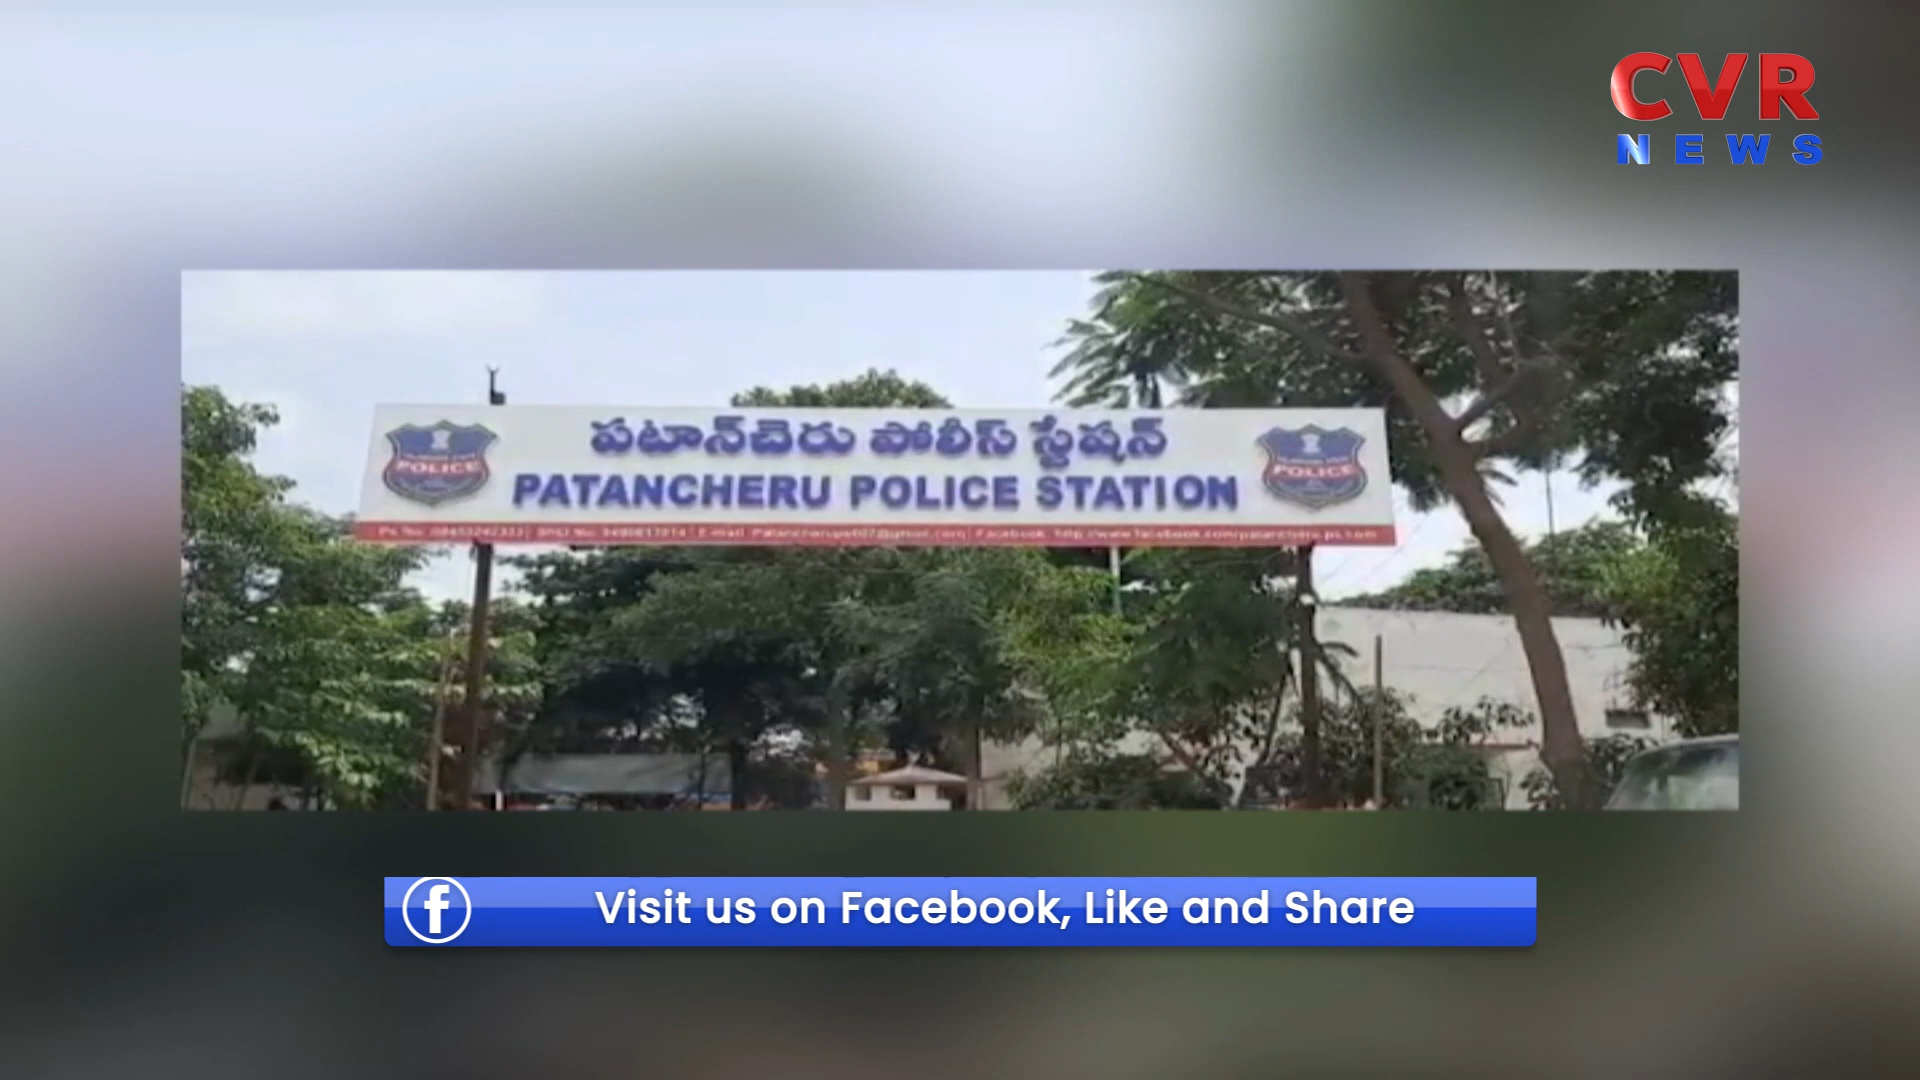 CVR
NEWS
పటాన్‌చెరు పోలీస్ స్టేషన్
POLICE
POLICE
PATANCHERU POLICE STATION
Visit us on Facebook, Like and Share